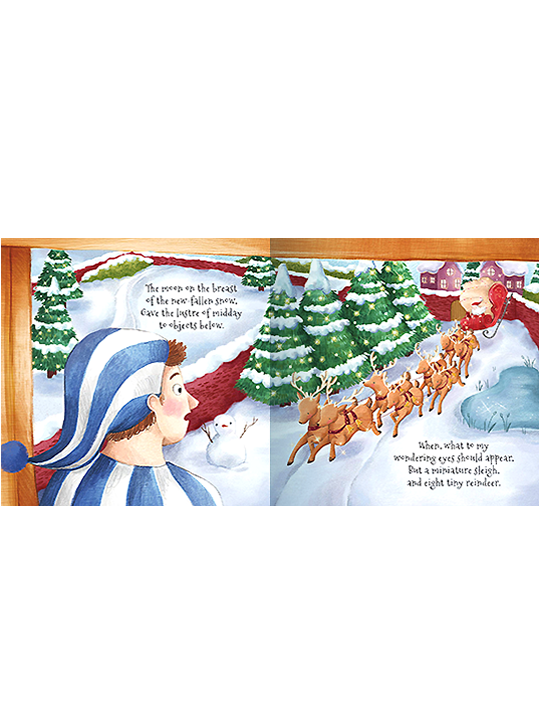 The moon on the breast
of the new-fallen snow,
Gave the lustre of midday
to objects below.
When, what to my
wondering eyes should appear,
But a miniature sleigh,
and eight tiny reindeer.